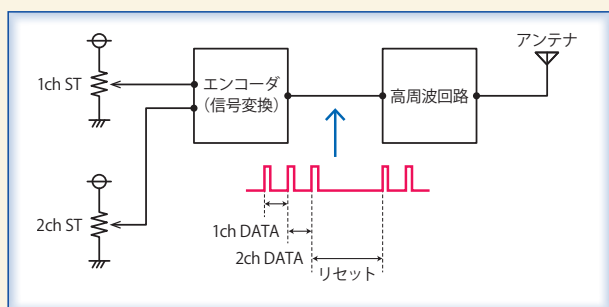 アンテナ
1ch ST
エンコーダ
(信号変換)
高周波回路
2ch ST
1ch DATA
2ch DATA
リセット